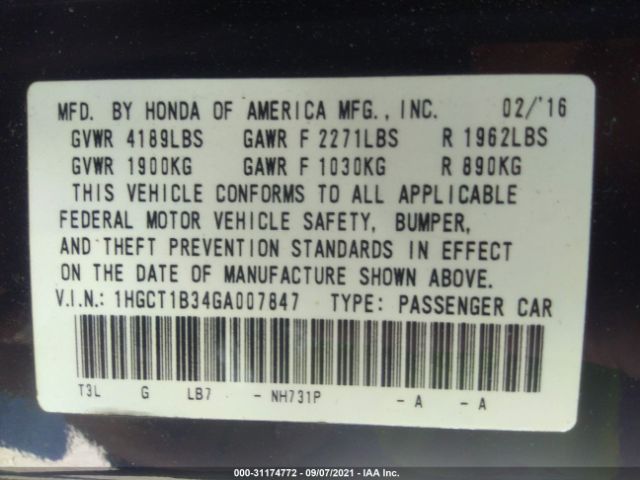 MFD. BY HONDA OF AMERICA MFG., INC. 02/'16
GVWR 4189LBS GAWR F 2271LBS R 1962LBS
GVWR 1900KG GAWR F 1030KG R 890KG
THIS VEHICLE CONFORMS TO ALL APPLICABLE
FEDERAL MOTOR VEHICLE SAFETY, BUMPER,
AND THEFT PREVENTION STANDARDS IN EFFECT
ON THE DATE OF MANUFACTURE SHOWN ABOVE.
V.I.N.: 1HGCT1B34GA007847 TYPE: PASSENGER CAR
T3L G LB7 - NH731P - A - A
000-31174772 - 09/07/2021 - IAA Inc.